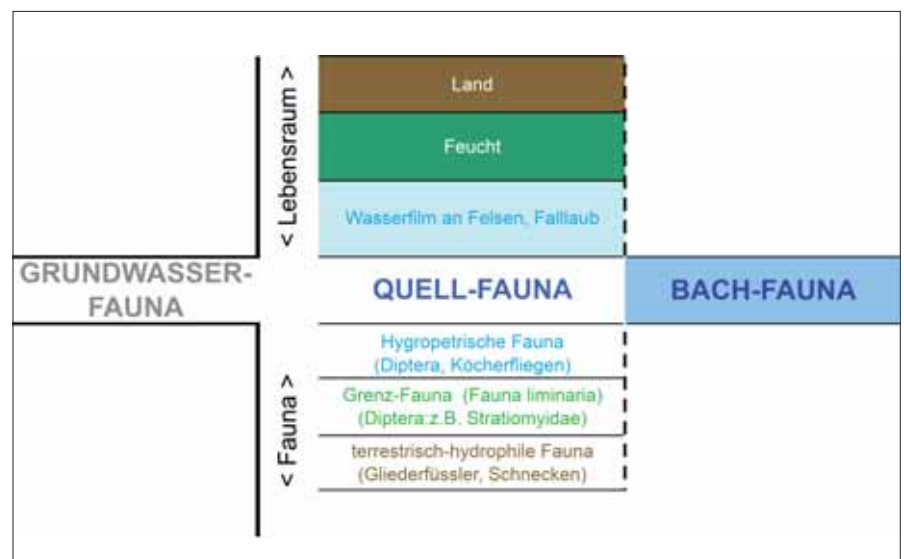 < Lebensraum >
Land
Feucht
Wasserfilm an Felsen, Falllaub
GRUNDWASSER-
FAUNA
QUELL-FAUNA
BACH-FAUNA
< Fauna >
Hygropetrische Fauna
(Diptera, Köcherfliegen)
Grenz-Fauna (Fauna liminaria)
(Diptera:z.B. Stratiomyidae)
terrestrisch-hydrophile Fauna
(Gliederfüssler, Schnecken)